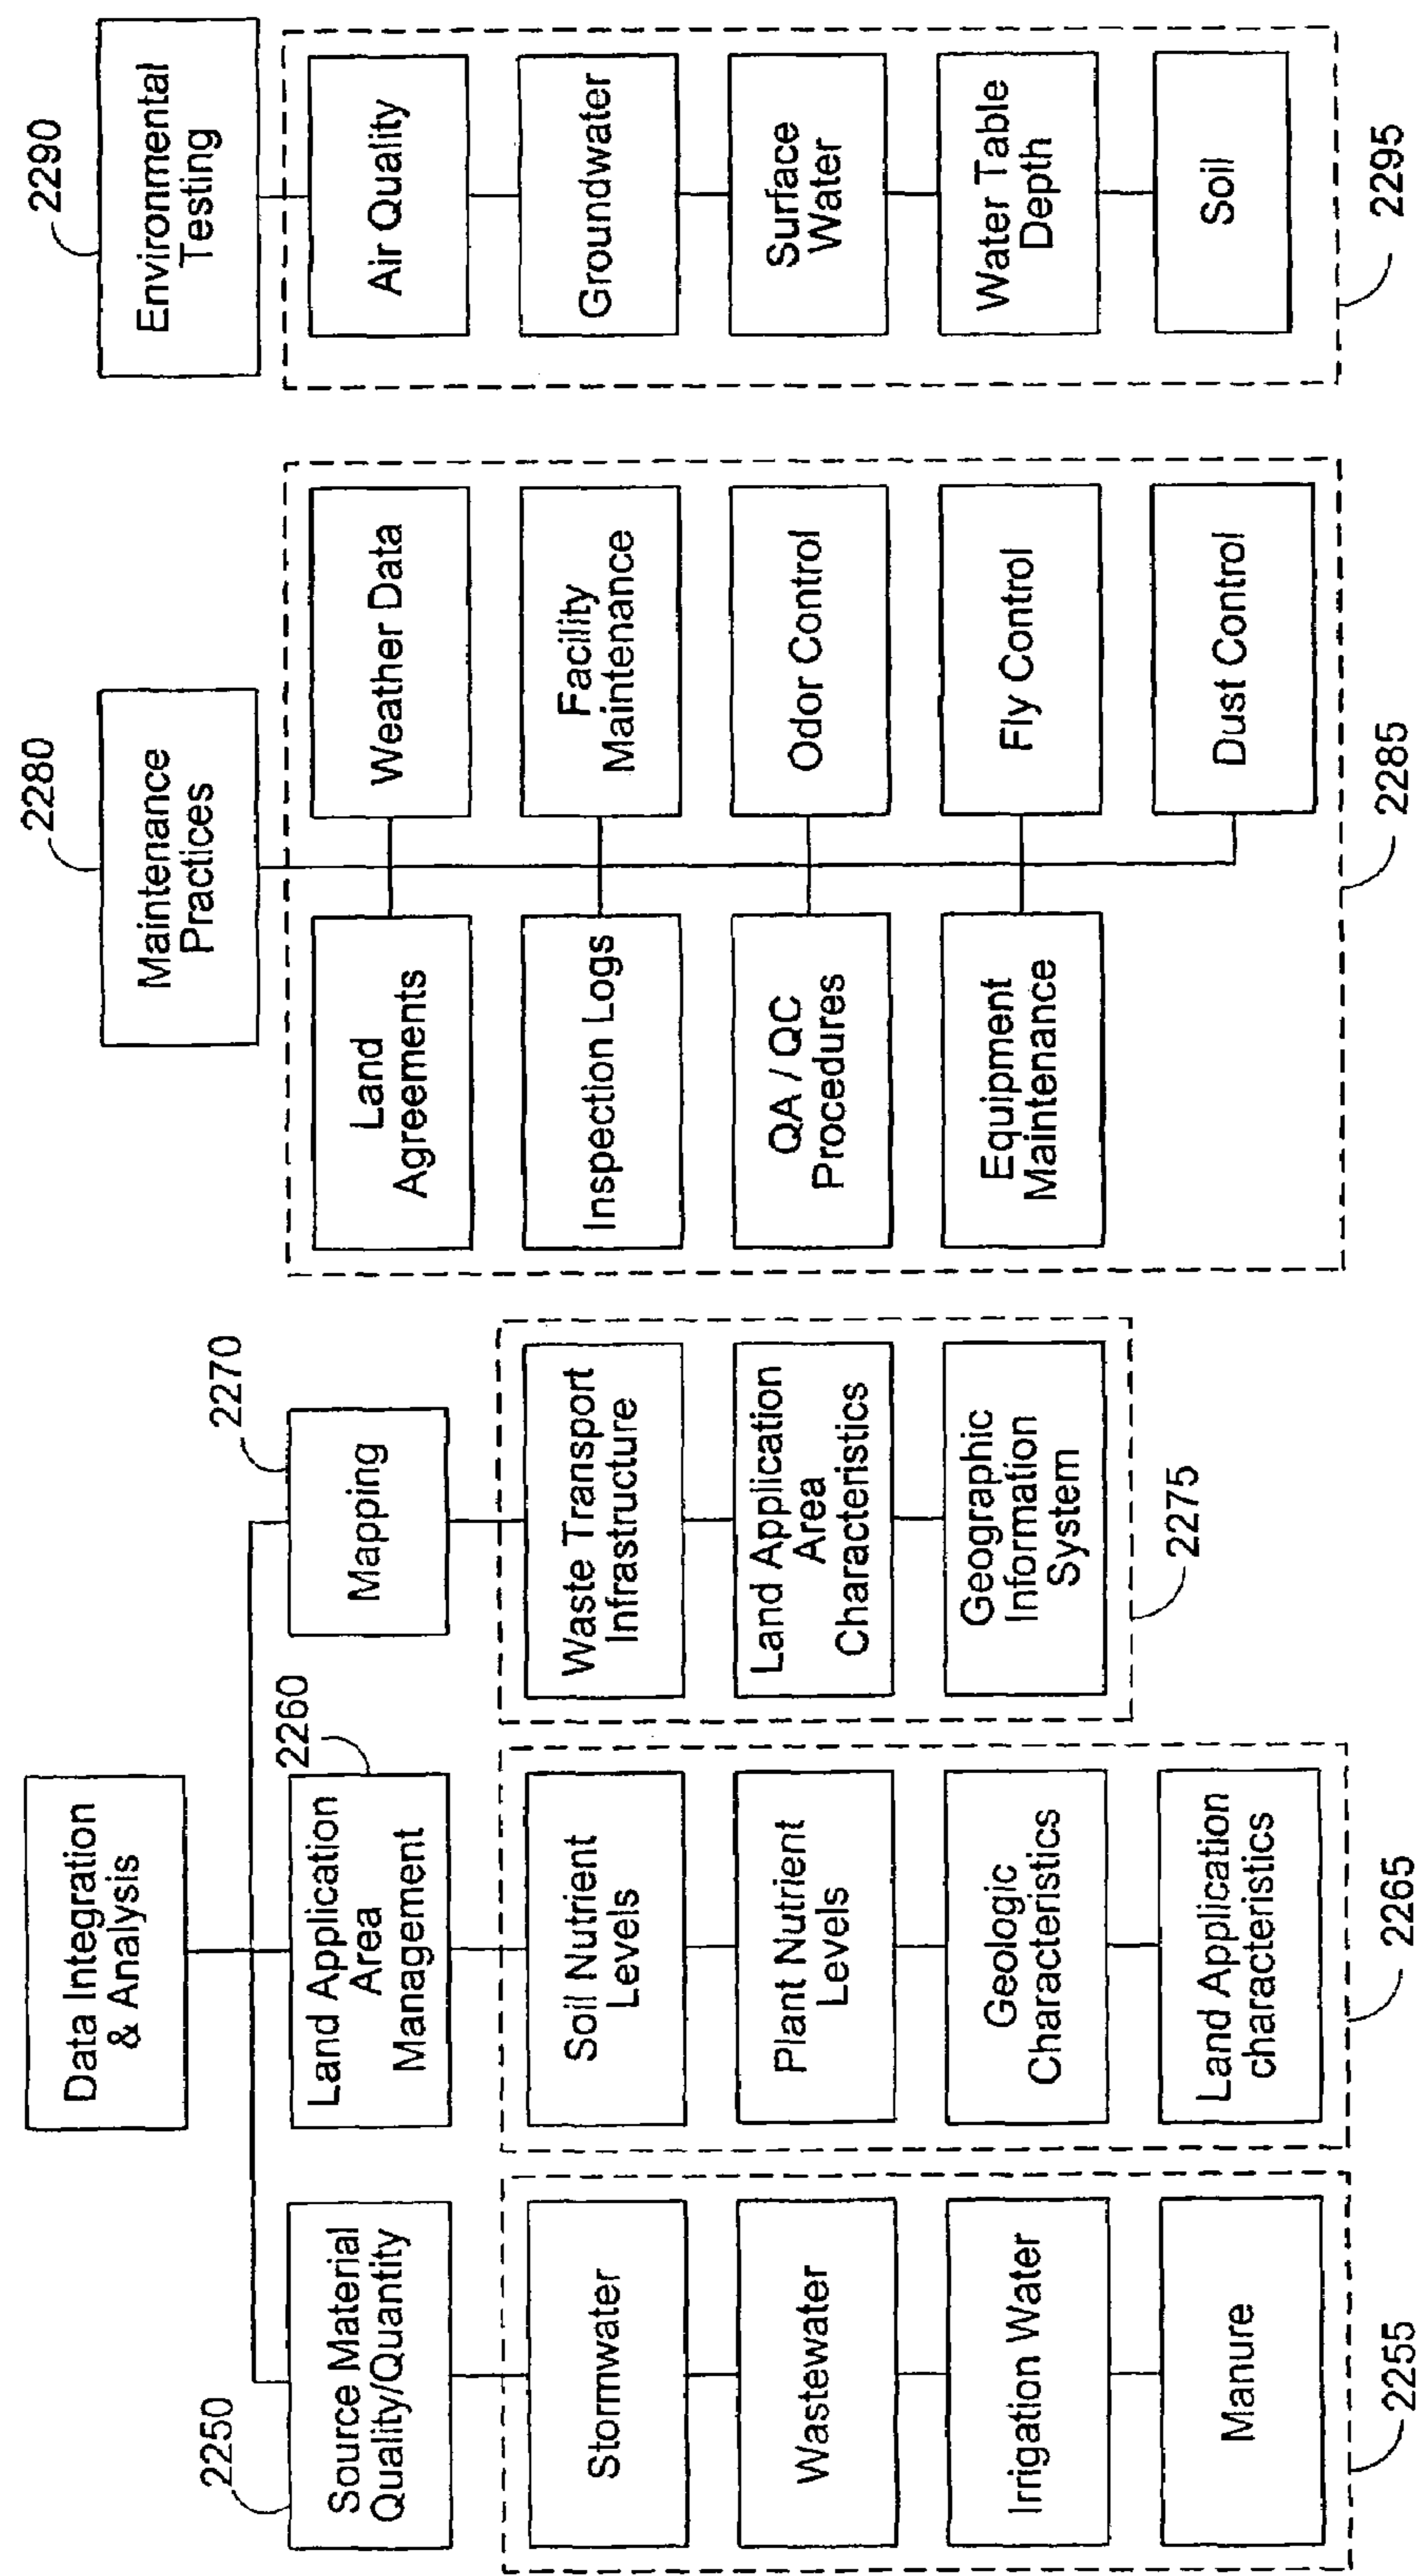 Data Integration
& Analysis
2250
Source Material
Quality/Quantity
Stormwater
Wastewater
Irrigation Water
Manure
2255
2260
Land Application
Area
Management
Soil Nutrient
Levels
Plant Nutrient
Levels
Geologic
Characteristics
Land Application
characteristics
2265
2270
Mapping
Waste Transport
Infrastructure
Land Application
Area
Characteristics
Geographic
Information
System
2275
2280
Maintenance
Practices
Land
Agreements
Weather Data
Inspection Logs
Facility
Maintenance
QA / QC
Procedures
Odor Control
Equipment
Maintenance
Fly Control
Dust Control
2285
2290
Environmental
Testing
Air Quality
Groundwater
Surface
Water
Water Table
Depth
Soil
2295